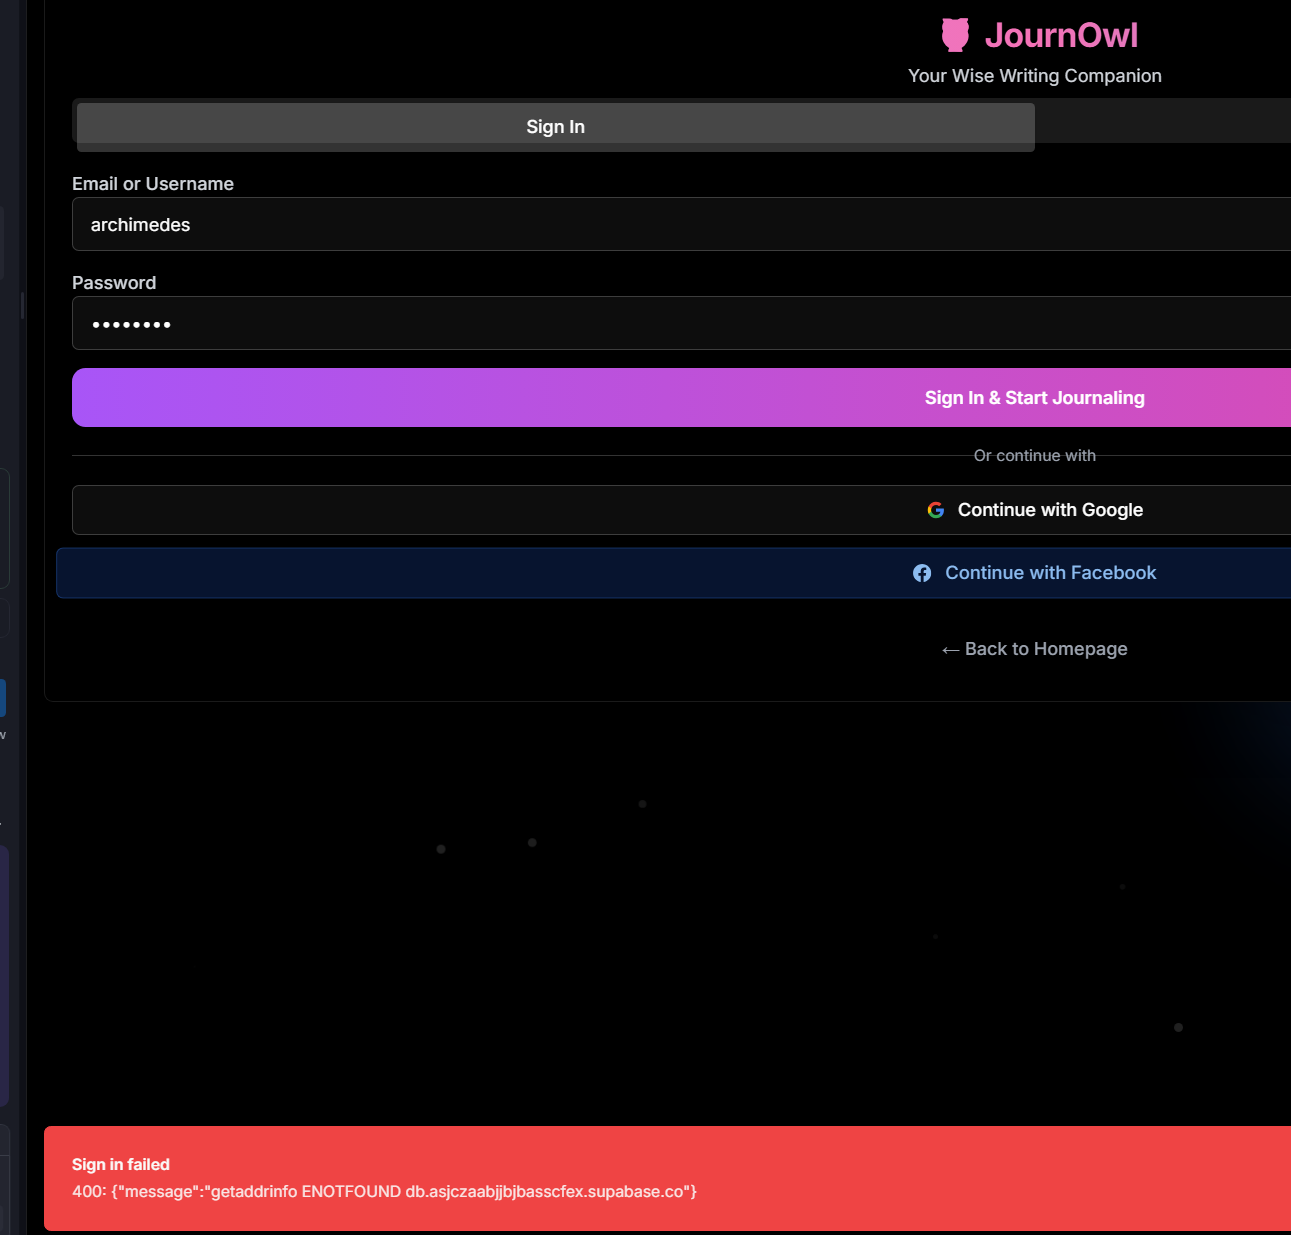 JournOwl
Your Wise Writing Companion
Sign In
Email or Username
archimedes
Password
••••••••
Sign In & Start Journaling
Or continue with
Continue with Google
Continue with Facebook
← Back to Homepage
Sign in failed
400: {"message":"getaddrinfo ENOTFOUND db.asjczaabjjbjbasscfex.supabase.co"}